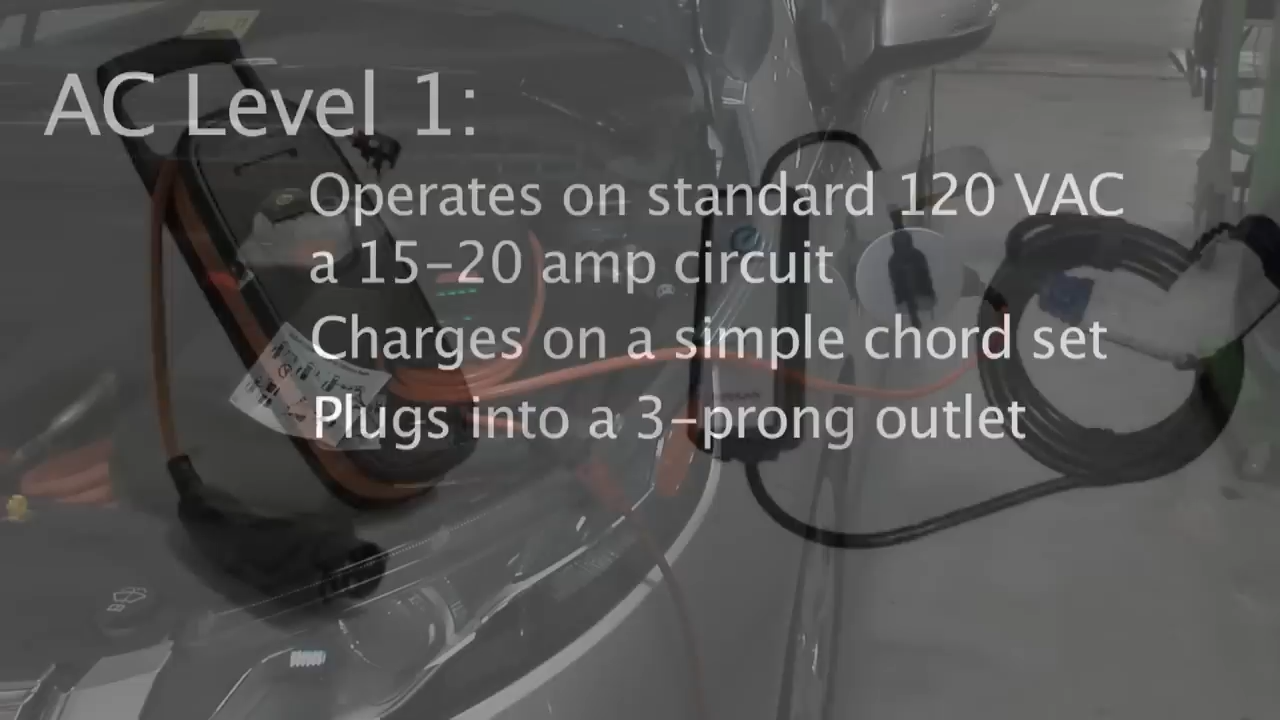 AC Level 1:
Operates on standard 120 VAC
a 15-20 amp circuit
Charges on a simple chord set
Plugs into a 3-prong outlet